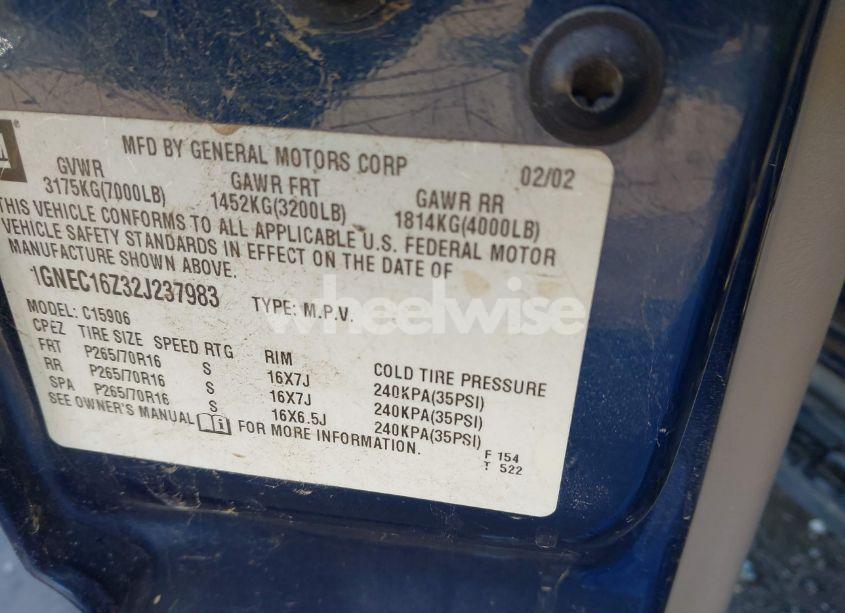 MFD BY GENERAL MOTORS CORP 02/02
GVWR GAWR FRT GAWR RR
3175KG(7000LB) 1452KG(3200LB) 1814KG(4000LB)
THIS VEHICLE CONFORMS TO ALL APPLICABLE U.S. FEDERAL MOTOR
VEHICLE SAFETY STANDARDS IN EFFECT ON THE DATE OF
MANUFACTURE SHOWN ABOVE.
1GNEC16Z32J237983 TYPE: M.P.V.
MODEL: C15906
CPEZ TIRE SIZE SPEED RTG RIM COLD TIRE PRESSURE
FRT P265/70R16 S 16X7J 240KPA(35PSI)
RR P265/70R16 S 16X7J 240KPA(35PSI)
SPA P265/70R16 S 16X6.5J 240KPA(35PSI)
SEE OWNER'S MANUAL FOR MORE INFORMATION.
F 154
T 522
wheelwise